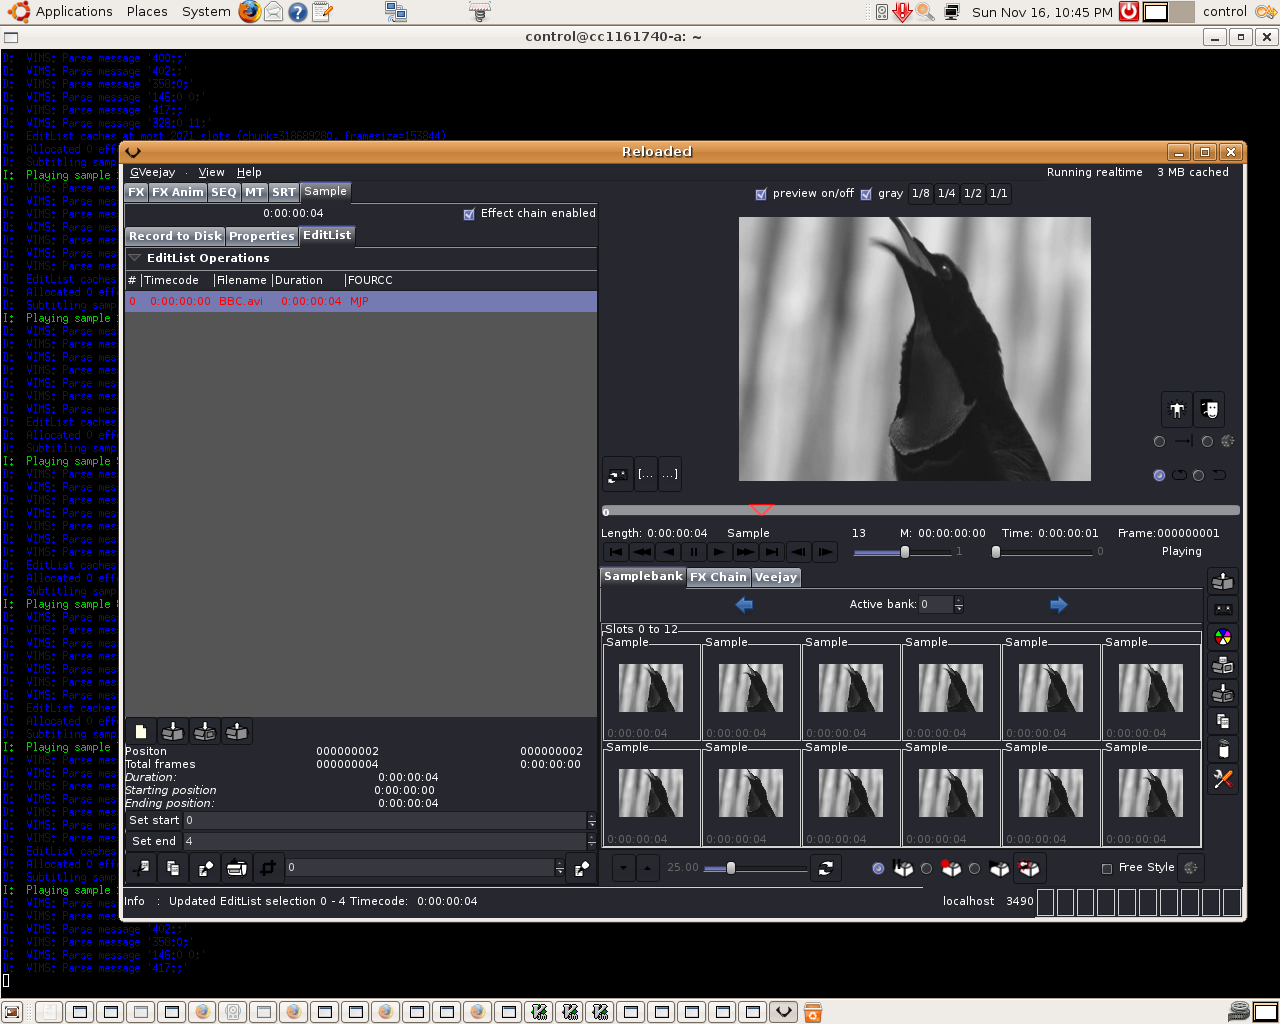 Applications Places System Sun Nov 16, 10:45 PM control
control@cc1161740-a: ~
D: VIMS: Parse message '400:;'
D: VIMS: Parse message '402:;'
D: VIMS: Parse message '358:0;'
D: VIMS: Parse message '146:0 0;'
D: VIMS: Parse message '417:;'
D: VIMS: Parse message '328:0 11;'
D: EditList caches at most 2071 slots (chunk=318689280, framesize=153844)
Reloaded
GVeejay View Help Running realtime 3 MB cached
FX FX Anim SEQ MT SRT Sample
preview on/off gray 1/8 1/4 1/2 1/1
0:00:00:04 Effect chain enabled
Record to Disk Properties EditList
EditList Operations
# Timecode Filename Duration FOURCC
0 0:00:00:00 BBC.avi 0:00:00:04 MJP
[... ...]
0
Length: 0:00:00:04 Sample 13 M: 00:00:00:00 Time: 0:00:00:01 Frame:000000001
1 0 Playing
Samplebank FX Chain Veejay
Active bank: 0
Slots 0 to 12
Sample Sample Sample Sample Sample Sample
0:00:00:04 0:00:00:04 0:00:00:04 0:00:00:04 0:00:00:04 0:00:00:04
Sample Sample Sample Sample Sample Sample
0:00:00:04 0:00:00:04 0:00:00:04 0:00:00:04 0:00:00:04 0:00:00:04
Positon 000000002 000000002
Total frames 000000004 0:00:00:00
Duration: 0:00:00:04
Starting position 0:00:00:00
Ending position: 0:00:00:04
Set start 0
Set end 4
0
25.00 Free Style
Info : Updated EditList selection 0 - 4 Timecode: 0:00:00:04 localhost 3490
D: VIMS: Parse message '402:;'
D: VIMS: Parse message '358:0;'
D: VIMS: Parse message '146:0 0;'
D: VIMS: Parse message '417:;'